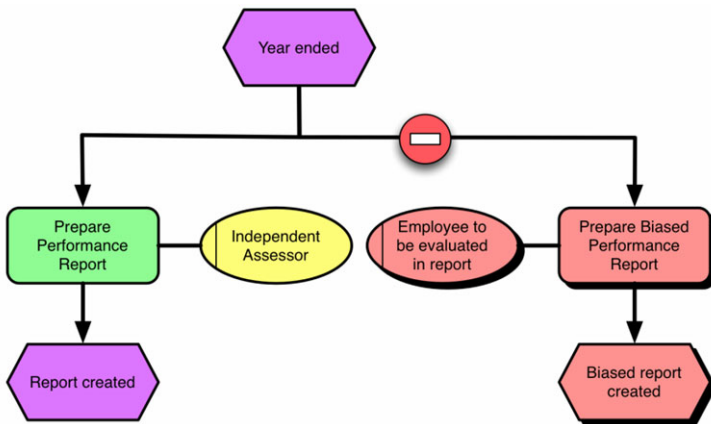 Year ended
Prepare
Performance
Report
Independent
Assessor
Employee to
be evaluated
in report
Prepare Biased
Performance
Report
Report created
Biased report
created